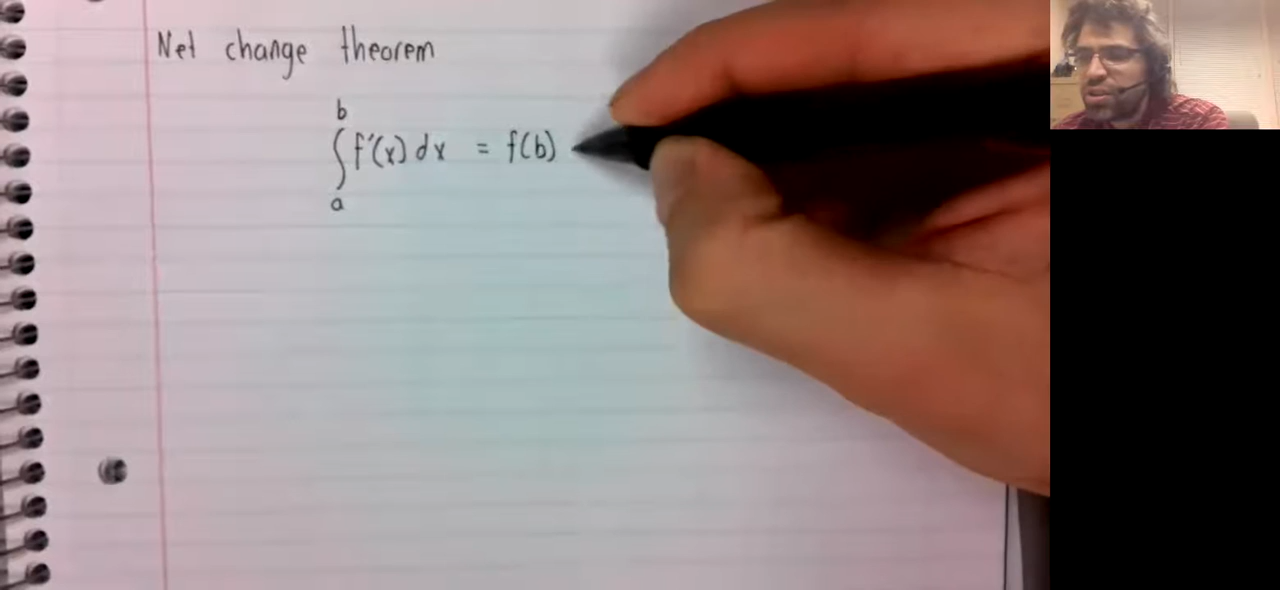 Net change theorem
b
∫ f'(x) dx = f(b)
a